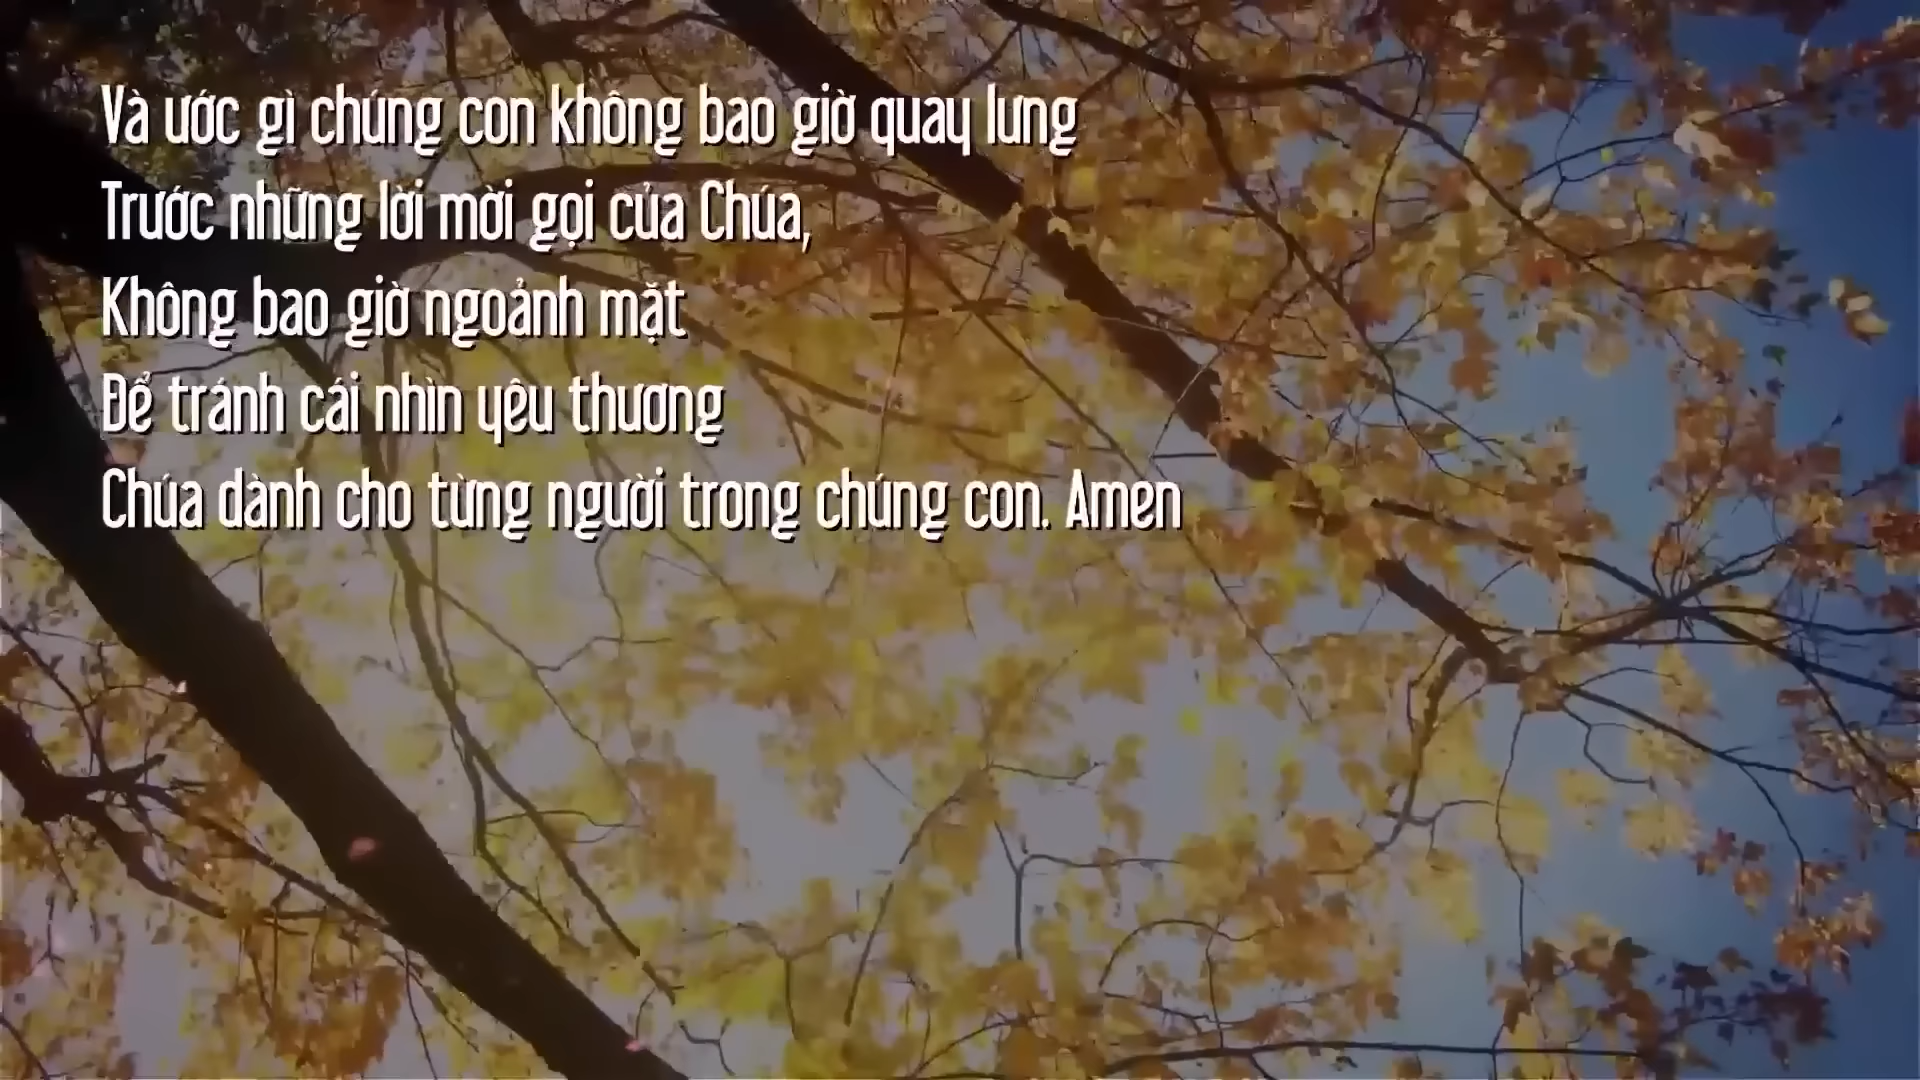 Và ước gì chúng con không bao giờ quay lưng
Trước những lời mời gọi của Chúa,
Không bao giờ ngoảnh mặt
Để tránh cái nhìn yêu thương
Chúa dành cho từng người trong chúng con. Amen